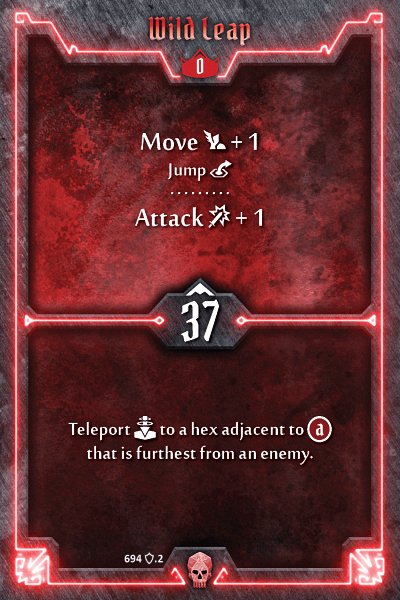 Wild Leap
0
Move + 1
Jump
Attack + 1
37
Teleport to a hex adjacent to a
that is furthest from an enemy.
694 .2